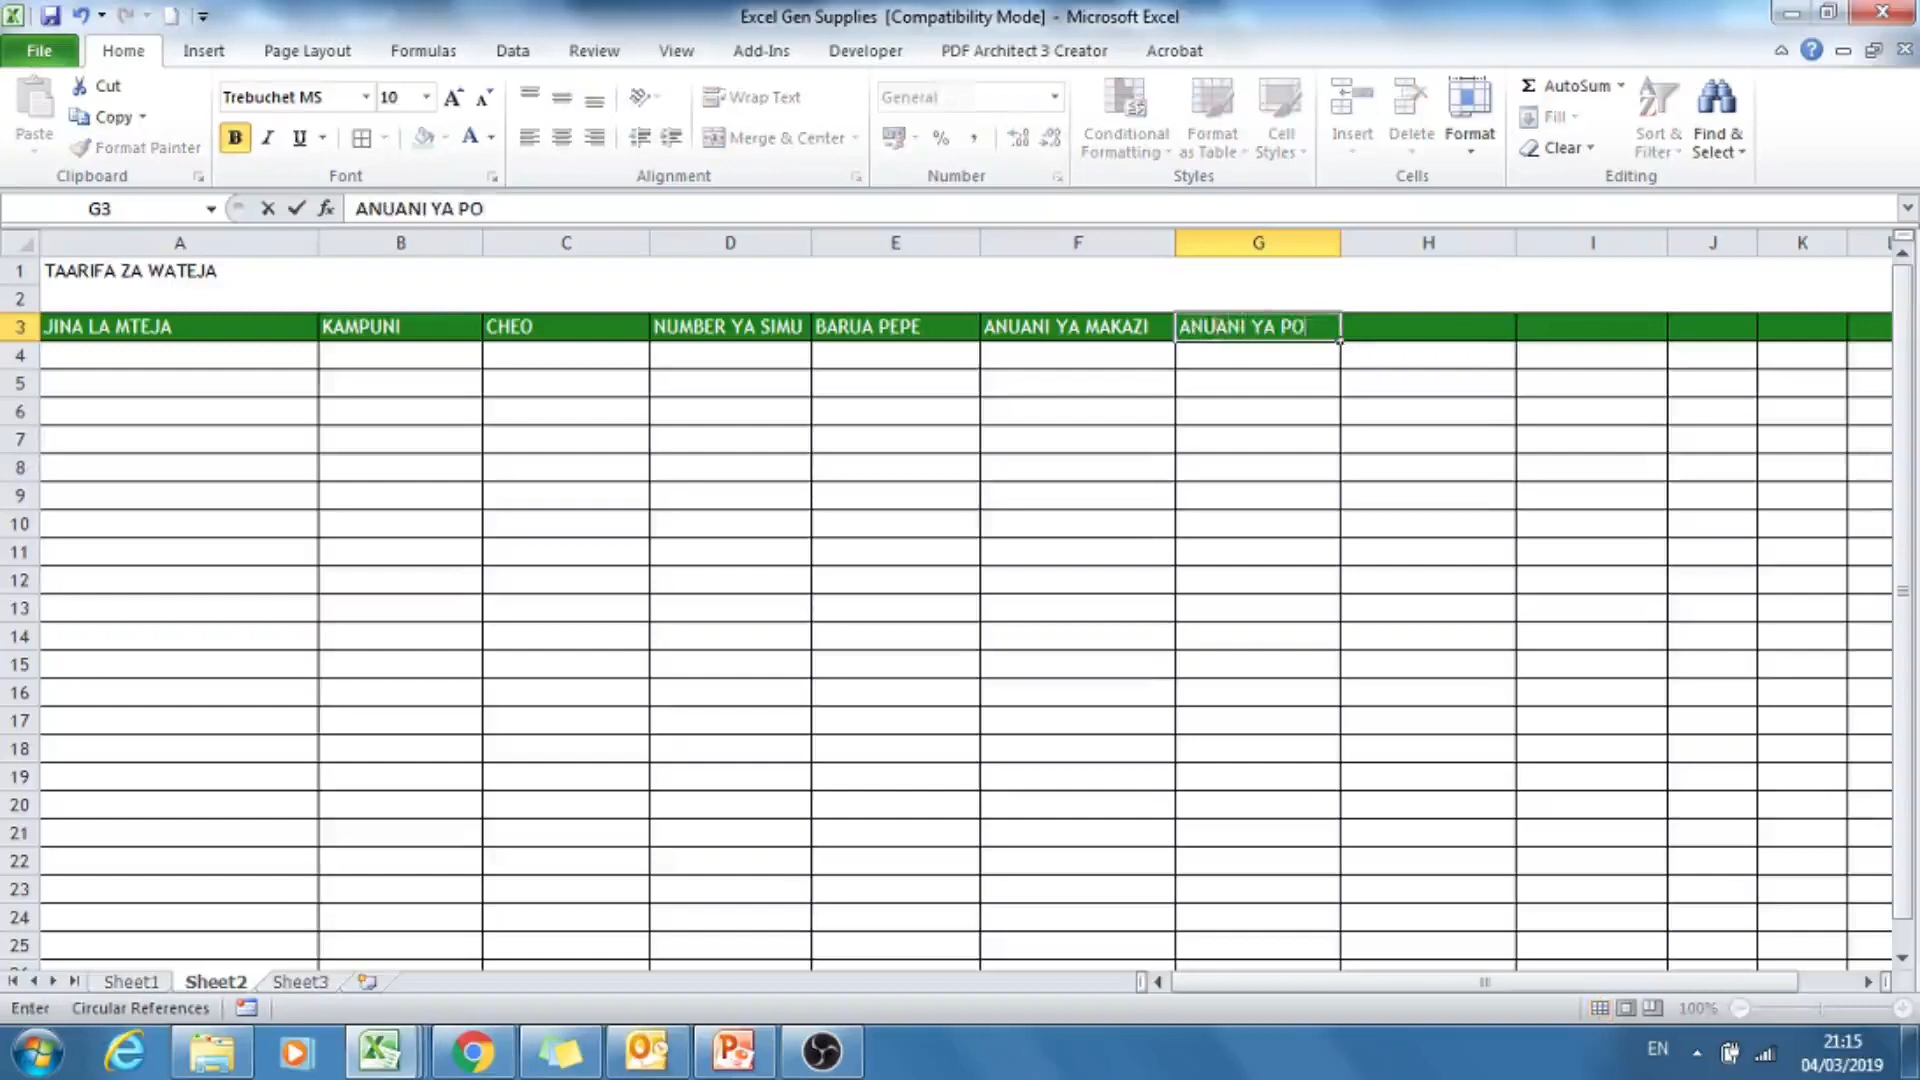 Excel Gen Supplies [Compatibility Mode] - Microsoft Excel
File Home Insert Page Layout Formulas Data Review View Add-Ins Developer PDF Architect 3 Creator Acrobat
Paste
Cut
Copy
Format Painter
Clipboard
Trebuchet MS 10
B I U
Font
Wrap Text
Merge & Center
Alignment
General
% ,
Number
Conditional Formatting
Format as Table
Cell Styles
Styles
Insert Delete Format
Cells
Σ AutoSum
Fill
Clear
Sort & Filter
Find & Select
Editing
G3 fx ANUANI YA PO
A B C D E F G H I J K
1 TAARIFA ZA WATEJA
2
3 JINA LA MTEJA KAMPUNI CHEO NUMBER YA SIMU BARUA PEPE ANUANI YA MAKAZI ANUANI YA PO
4
5
6
7
8
9
10
11
12
13
14
15
16
17
18
19
20
21
22
23
24
25
Sheet1 Sheet2 Sheet3
Enter Circular References 100%
EN 21:15
04/03/2019